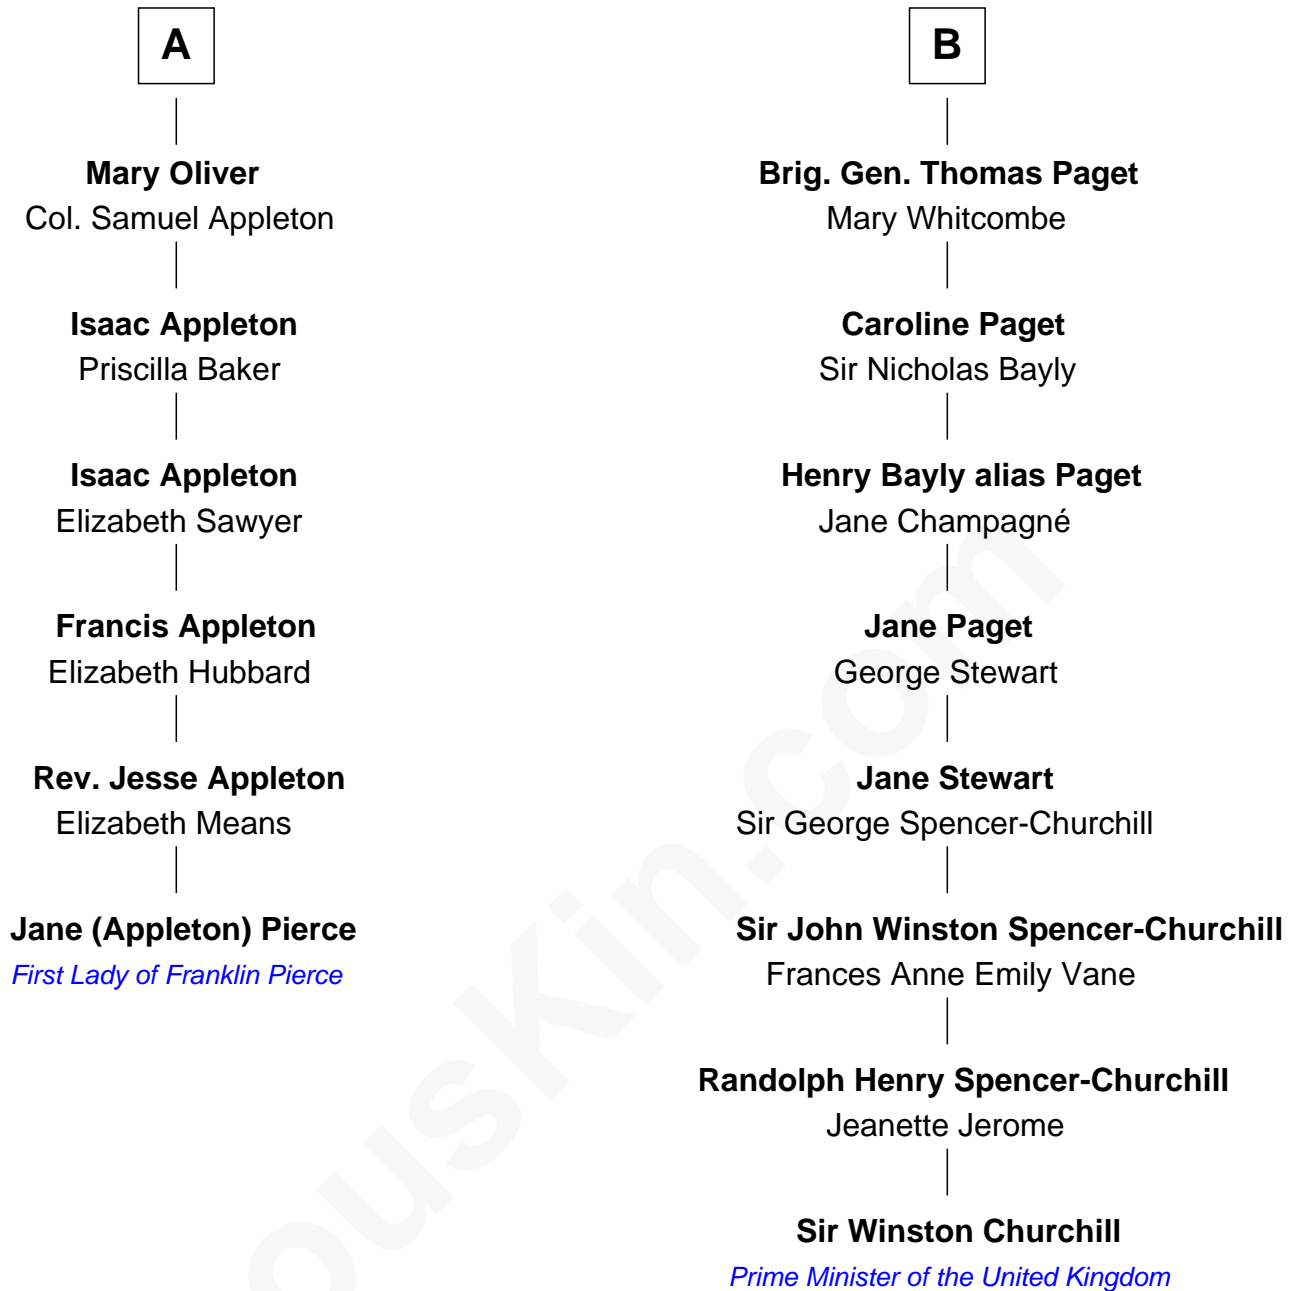 A
Mary Oliver
Col. Samuel Appleton
Isaac Appleton
Priscilla Baker
Isaac Appleton
Elizabeth Sawyer
Francis Appleton
Elizabeth Hubbard
Rev. Jesse Appleton
Elizabeth Means
Jane (Appleton) Pierce
First Lady of Franklin Pierce
B
Brig. Gen. Thomas Paget
Mary Whitcombe
Caroline Paget
Sir Nicholas Bayly
Henry Bayly alias Paget
Jane Champagné
Jane Paget
George Stewart
Jane Stewart
Sir George Spencer-Churchill
Sir John Winston Spencer-Churchill
Frances Anne Emily Vane
Randolph Henry Spencer-Churchill
Jeanette Jerome
Sir Winston Churchill
Prime Minister of the United Kingdom
ousKin.com